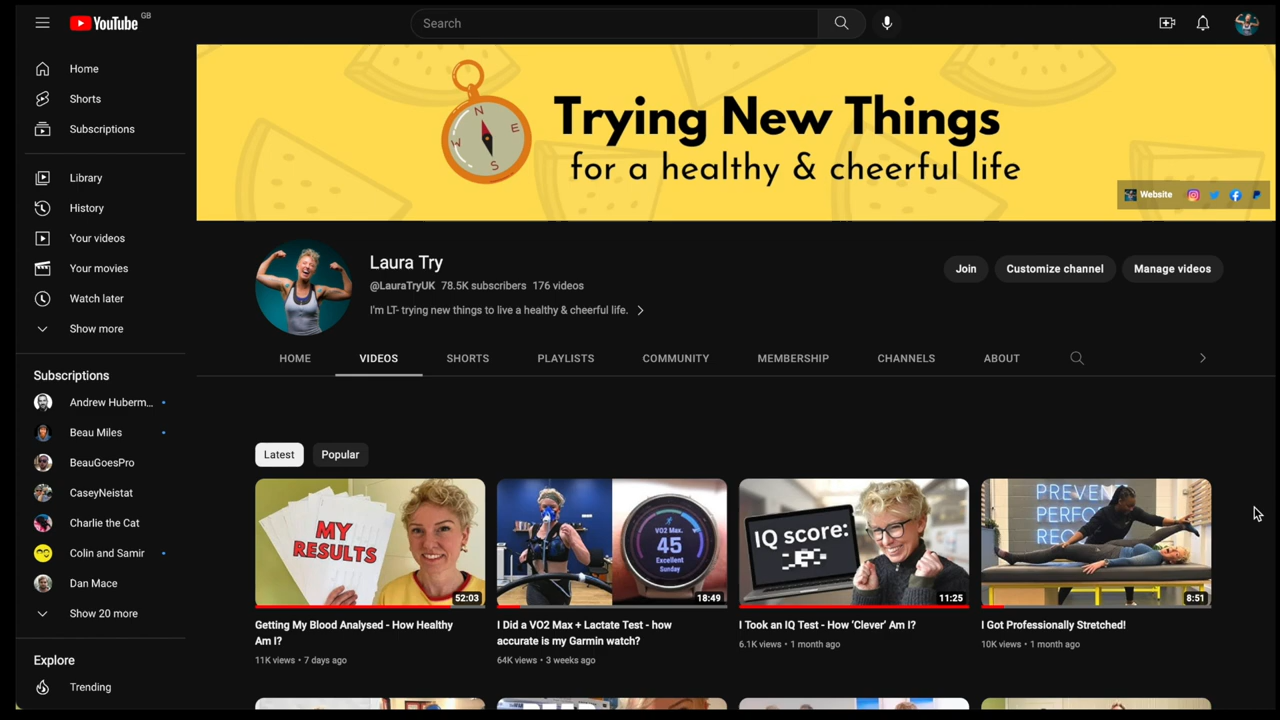 YouTube GB
Search
Home
Shorts
Subscriptions
Library
History
Your videos
Your movies
Watch later
Show more
Subscriptions
Andrew Huberm...
Beau Miles
BeauGoesPro
CaseyNeistat
Charlie the Cat
Colin and Samir
Dan Mace
Show 20 more
Explore
Trending
N
W E
S
Trying New Things
for a healthy & cheerful life
Website
Laura Try
@LauraTryUK 78.5K subscribers 176 videos
I'm LT- trying new things to live a healthy & cheerful life.
Join Customize channel Manage videos
HOME VIDEOS SHORTS PLAYLISTS COMMUNITY MEMBERSHIP CHANNELS ABOUT
Latest Popular
MY
RESULTS
52:03
Getting My Blood Analysed - How Healthy
Am I?
11K views • 7 days ago
VO2 Max.
45
Excellent
Sunday
18:49
I Did a VO2 Max + Lactate Test - how
accurate is my Garmin watch?
64K views • 3 weeks ago
IQ score:
11:25
I Took an IQ Test - How ‘Clever’ Am I?
6.1K views • 1 month ago
PREVEN
PERFO
REC
8:51
I Got Professionally Stretched!
10K views • 1 month ago